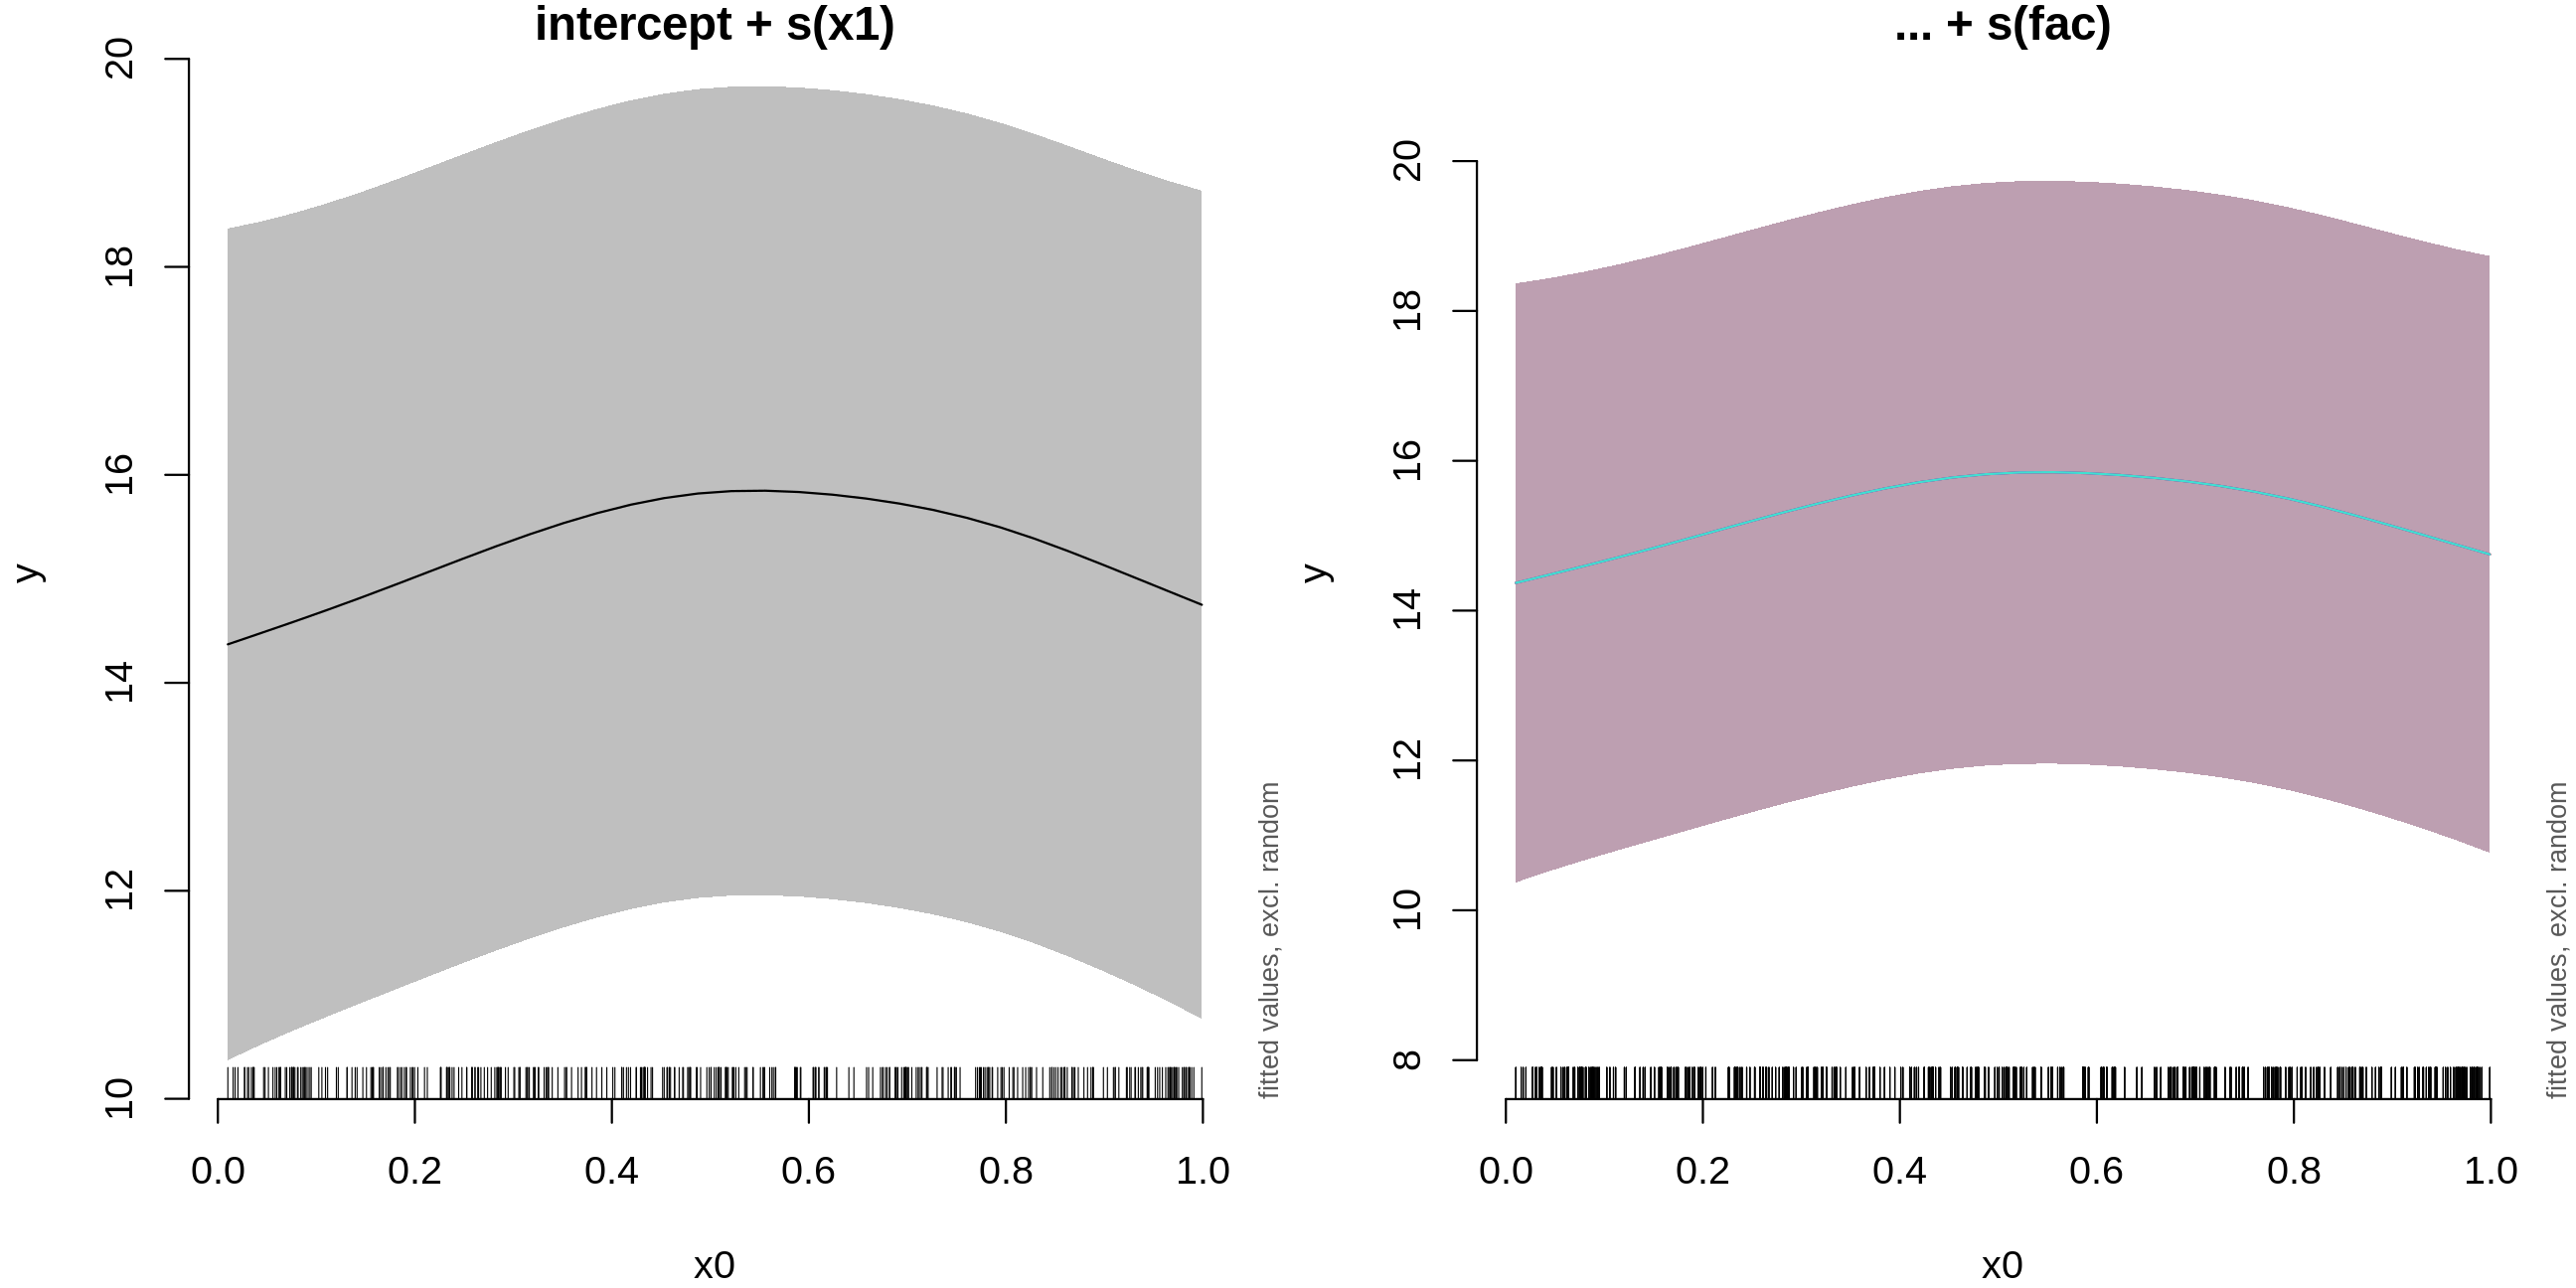 intercept + s(x1)
20
18
16
14
12
10
y
0.0 0.2 0.4 0.6 0.8 1.0
x0
fitted values, excl. random
... + s(fac)
20
18
16
14
12
10
8
y
0.0 0.2 0.4 0.6 0.8 1.0
x0
fitted values, excl. random